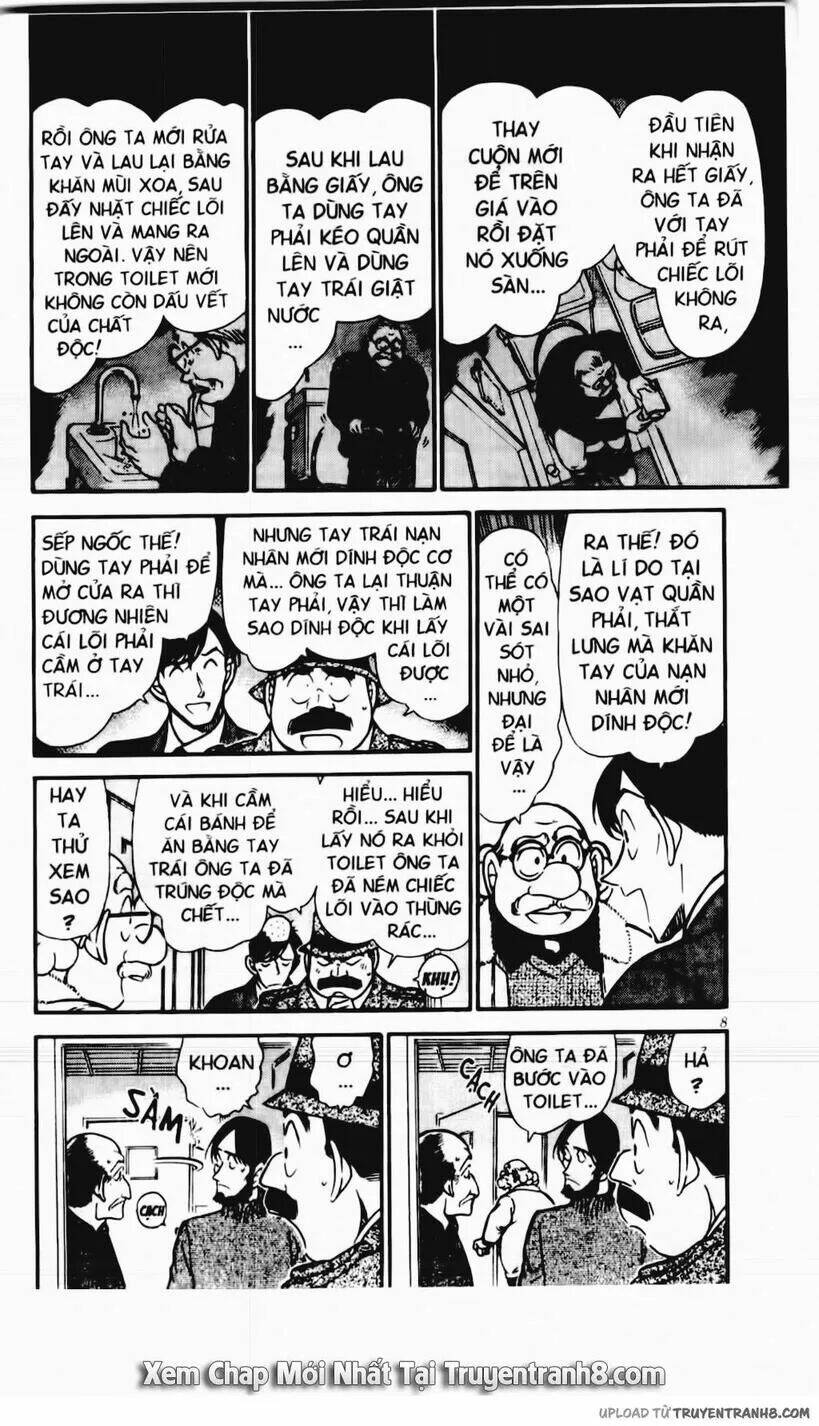 ĐẦU TIÊN
KHI NHẬN
RA HẾT GIẤY,
ÔNG TA ĐÃ
VỚI TAY
PHẢI ĐỂ RÚT
CHIẾC LÕI
KHÔNG
RA,
THAY
CUỘN MỚI
ĐỂ TRÊN
GIÁ VÀO
RỒI ĐẶT
NÓ XUỐNG
SÀN...
SAU KHI LAU
BẰNG GIẤY, ÔNG
TA DÙNG TAY
PHẢI KÉO QUẦN
LÊN VÀ DÙNG
TAY TRÁI GIẬT
NƯỚC
...
RỒI ÔNG TA MỚI RỬA
TAY VÀ LAU LẠI BẰNG
KHĂN MÙI XOA, SAU
ĐẤY NHẶT CHIẾC LÕI
LÊN VÀ MANG RA
NGOÀI. VẬY NÊN
TRONG TOILET MỚI
KHÔNG CÒN DẤU VẾT
CỦA CHẤT
ĐỘC!
RA THẾ! ĐÓ
LÀ LÍ DO TẠI
SAO VẠT QUẦN
PHẢI, THẮT
LƯNG MÀ KHĂN
TAY CỦA NẠN
NHÂN MỚI
DÍNH ĐỘC!
CÓ
THỂ CÓ
MỘT
VÀI SAI
SÓT
NHỎ,
NHƯNG
ĐẠI
ĐỂ LÀ
VẬY
...
NHƯNG TAY TRÁI NẠN
NHÂN MỚI DÍNH ĐỘC CƠ
MÀ... ÔNG TA LẠI THUẬN
TAY PHẢI, VẬY THÌ LÀM
SAO DÍNH ĐỘC KHI LẤY
CÁI LÕI
ĐƯỢC
...
SẾP NGỐC THẾ!
DÙNG TAY PHẢI ĐỂ
MỞ CỬA RA THÌ
ĐƯƠNG NHIÊN
CÁI LÕI PHẢI
CẦM Ở TAY
TRÁI...
HIỂU... HIỂU
RỒI... SAU KHI
LẤY NÓ RA KHỎI
TOILET ÔNG TA
ĐÃ NÉM CHIẾC
LÕI VÀO THÙNG
RÁC...
KHỤ!
VÀ KHI CẦM
CÁI BÁNH ĐỂ
ĂN BẰNG TAY
TRÁI ÔNG TA ĐÃ
TRÚNG ĐỘC MÀ
CHẾT...
HAY
TA
THỬ
XEM
SAO
?
8
HẢ
?
ÔNG TA ĐÃ
BƯỚC VÀO
TOILET...
CẠCH
Ơ
...
KHOAN
...
SẦM
CẠCH
Xem Chap Mới Nhất Tại Truyentranh8.com
UPLOAD TỪ TRUYENTRANH8.COM